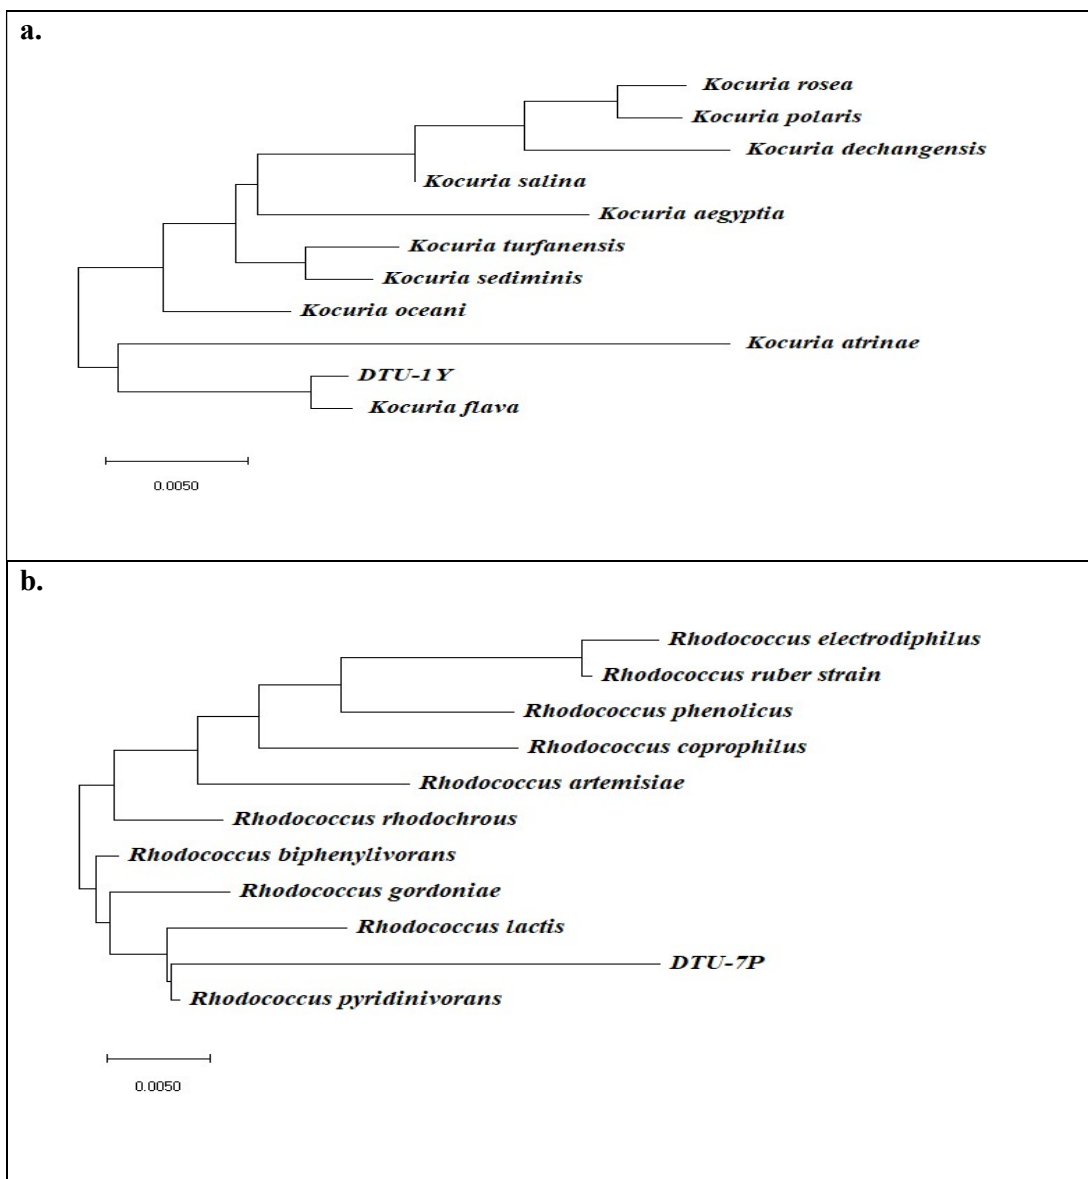 a.
Kocuria rosea
Kocuria polaris
Kocuria dechangensis
Kocuria salina
Kocuria aegyptia
Kocuria turfanensis
Kocuria sediminis
Kocuria oceani
Kocuria atrinae
DTU-1Y
Kocuria flava
0.0050
b.
Rhodococcus electrodiphilus
Rhodococcus ruber strain
Rhodococcus phenolicus
Rhodococcus coprophilus
Rhodococcus artemisiae
Rhodococcus rhodochrous
Rhodococcus biphenylivorans
Rhodococcus gordoniae
Rhodococcus lactis
DTU-7P
Rhodococcus pyridinivorans
0.0050